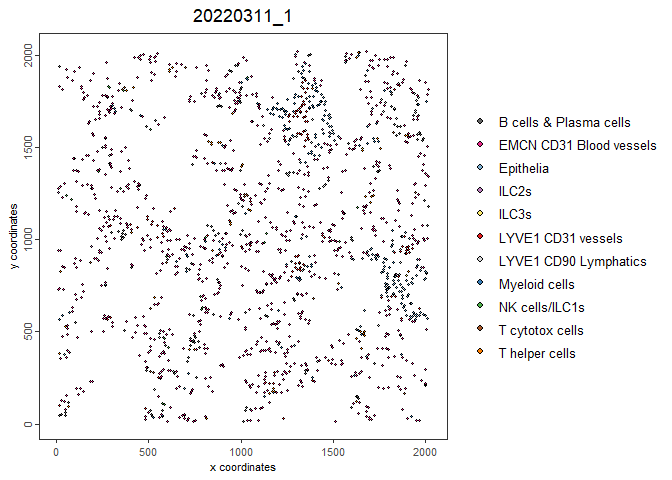 20220311_1
2000
1500
1000
500
0
y coordinates
0 500 1000 1500 2000
x coordinates
B cells & Plasma cells
EMCN CD31 Blood vessels
Epithelia
ILC2s
ILC3s
LYVE1 CD31 vessels
LYVE1 CD90 Lymphatics
Myeloid cells
NK cells/ILC1s
T cytotox cells
T helper cells